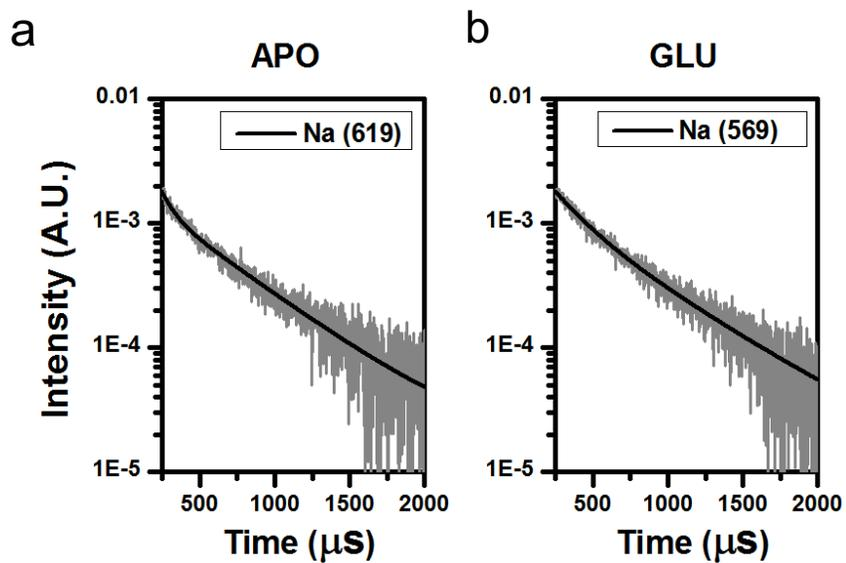 a
APO
0.01
1E-3
1E-4
1E-5
Intensity (A.U.)
Na (619)
500 1000 1500 2000
Time (μs)
b
GLU
0.01
1E-3
1E-4
1E-5
Na (569)
500 1000 1500 2000
Time (μs)